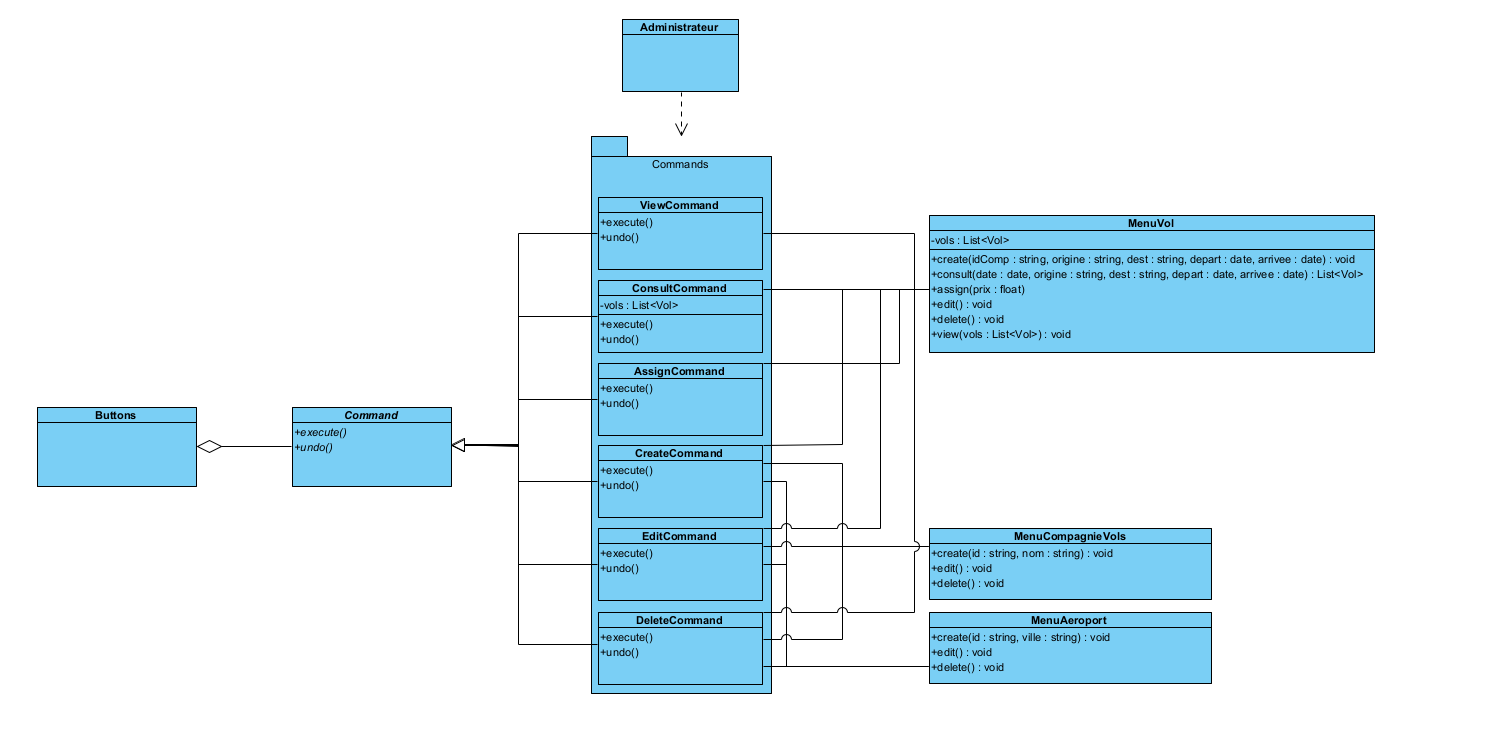 Administrateur
Commands
ViewCommand
+execute()
+undo()
ConsultCommand
-vols : List<Vol>
+execute()
+undo()
AssignCommand
+execute()
+undo()
CreateCommand
+execute()
+undo()
EditCommand
+execute()
+undo()
DeleteCommand
+execute()
+undo()
Buttons
Command
+execute()
+undo()
MenuVol
-vols : List<Vol>
+create(idComp : string, origine : string, dest : string, depart : date, arrivee : date) : void
+consult(date : date, origine : string, dest : string, depart : date, arrivee : date) : List<Vol>
+assign(prix : float)
+edit() : void
+delete() : void
+view(vols : List<Vol>) : void
MenuCompagnieVols
+create(id : string, nom : string) : void
+edit() : void
+delete() : void
MenuAeroport
+create(id : string, ville : string) : void
+edit() : void
+delete() : void